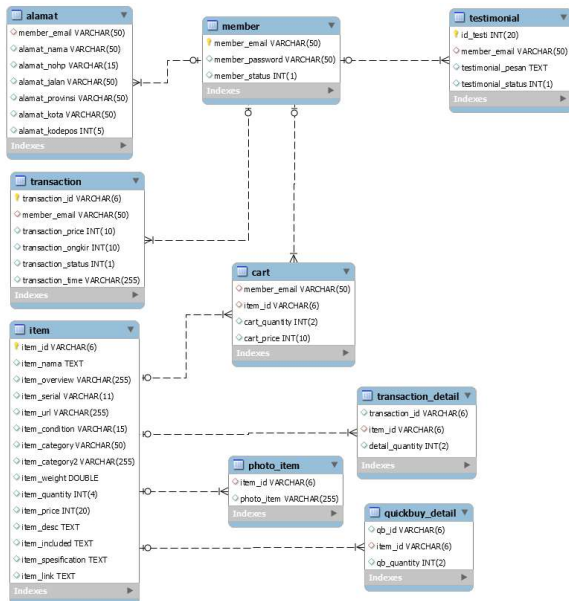 alamat
member_email VARCHAR(50)
alamat_nama VARCHAR(50)
alamat_nohp VARCHAR(15)
alamat_jalan VARCHAR(50)
alamat_provinsi VARCHAR(50)
alamat_kota VARCHAR(50)
alamat_kodepos INT(5)
Indexes
member
member_email VARCHAR(50)
member_password VARCHAR(50)
member_status INT(1)
Indexes
testimonial
id_testi INT(20)
member_email VARCHAR(50)
testimonial_pesan TEXT
testimonial_status INT(1)
Indexes
transaction
transaction_id VARCHAR(6)
member_email VARCHAR(50)
transaction_price INT(10)
transaction_ongkir INT(10)
transaction_status INT(1)
transaction_time VARCHAR(255)
Indexes
cart
member_email VARCHAR(50)
item_id VARCHAR(6)
cart_quantity INT(2)
cart_price INT(10)
Indexes
item
item_id VARCHAR(6)
item_nama TEXT
item_overview VARCHAR(255)
item_serial VARCHAR(11)
item_url VARCHAR(255)
item_condition VARCHAR(15)
item_category VARCHAR(50)
item_category2 VARCHAR(255)
item_weight DOUBLE
item_quantity INT(4)
item_price INT(20)
item_desc TEXT
item_included TEXT
item_spesification TEXT
item_link TEXT
Indexes
transaction_detail
transaction_id VARCHAR(6)
item_id VARCHAR(6)
detail_quantity INT(2)
Indexes
photo_item
item_id VARCHAR(6)
photo_item VARCHAR(255)
Indexes
quickbuy_detail
qb_id VARCHAR(6)
item_id VARCHAR(6)
qb_quantity INT(2)
Indexes